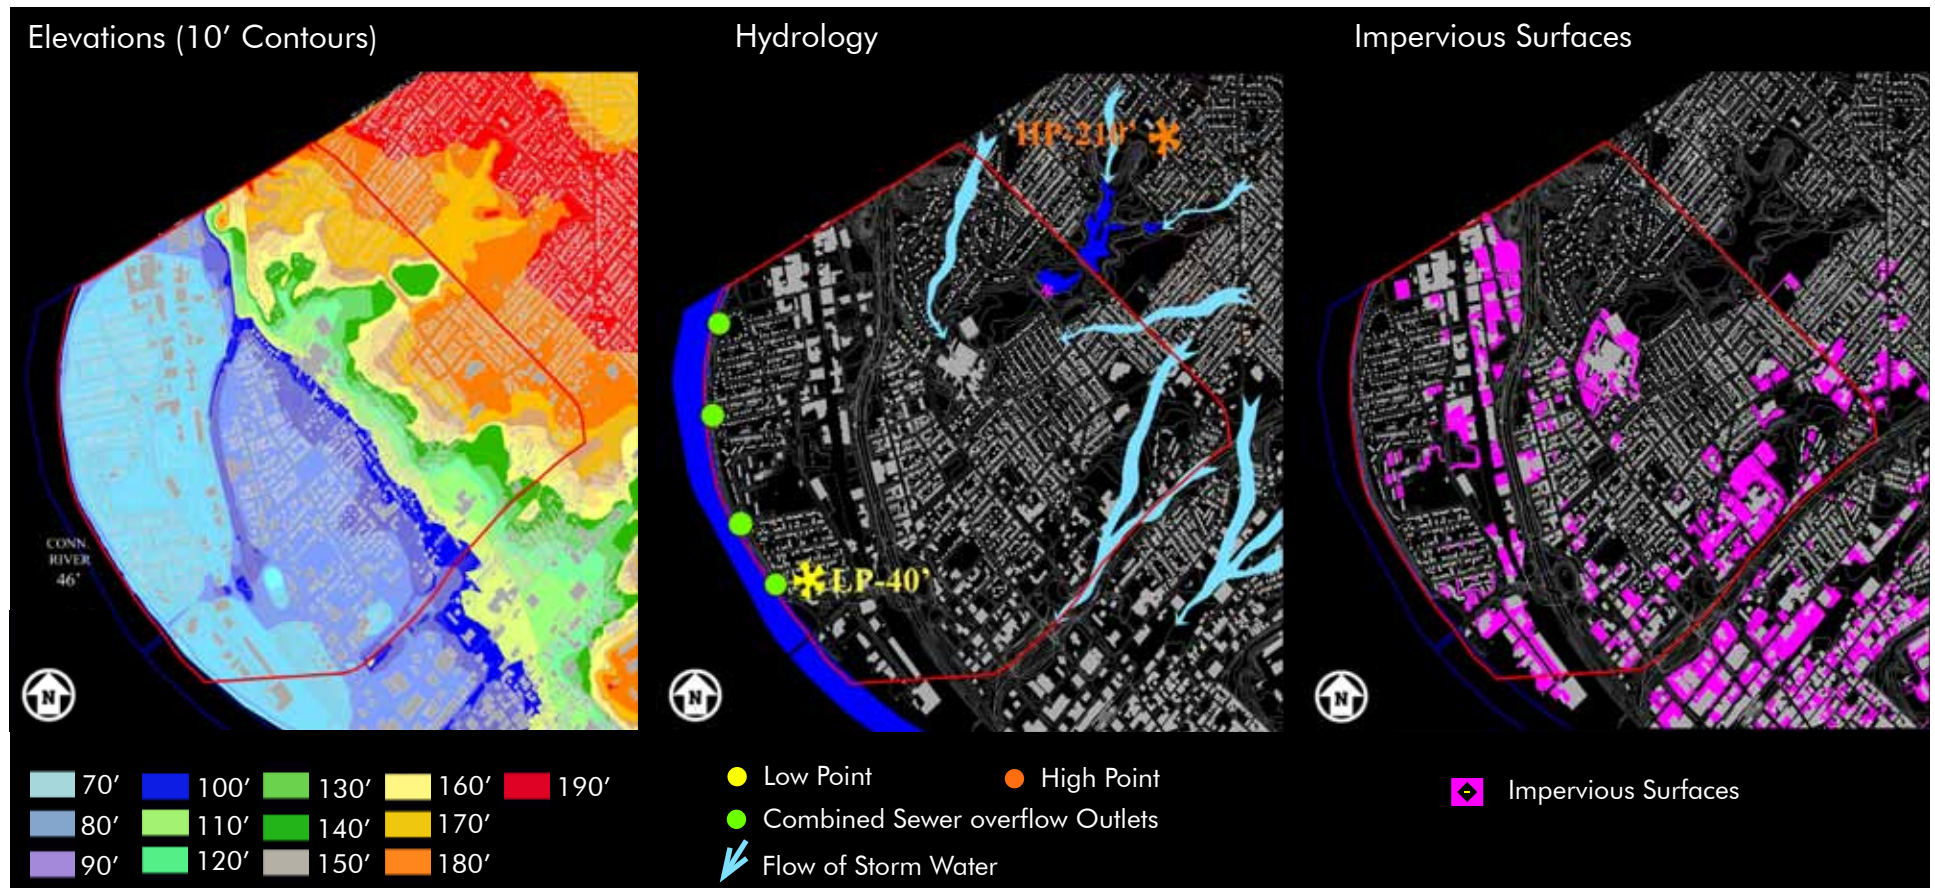 Elevations (10' Contours)
Hydrology
Impervious Surfaces
HP-210'
CONN.
RIVER
46'
LP-40'
N
N
N
70'
80'
90'
100'
110'
120'
130'
140'
150'
160'
170'
180'
190'
Low Point
High Point
Combined Sewer overflow Outlets
Flow of Storm Water
Impervious Surfaces